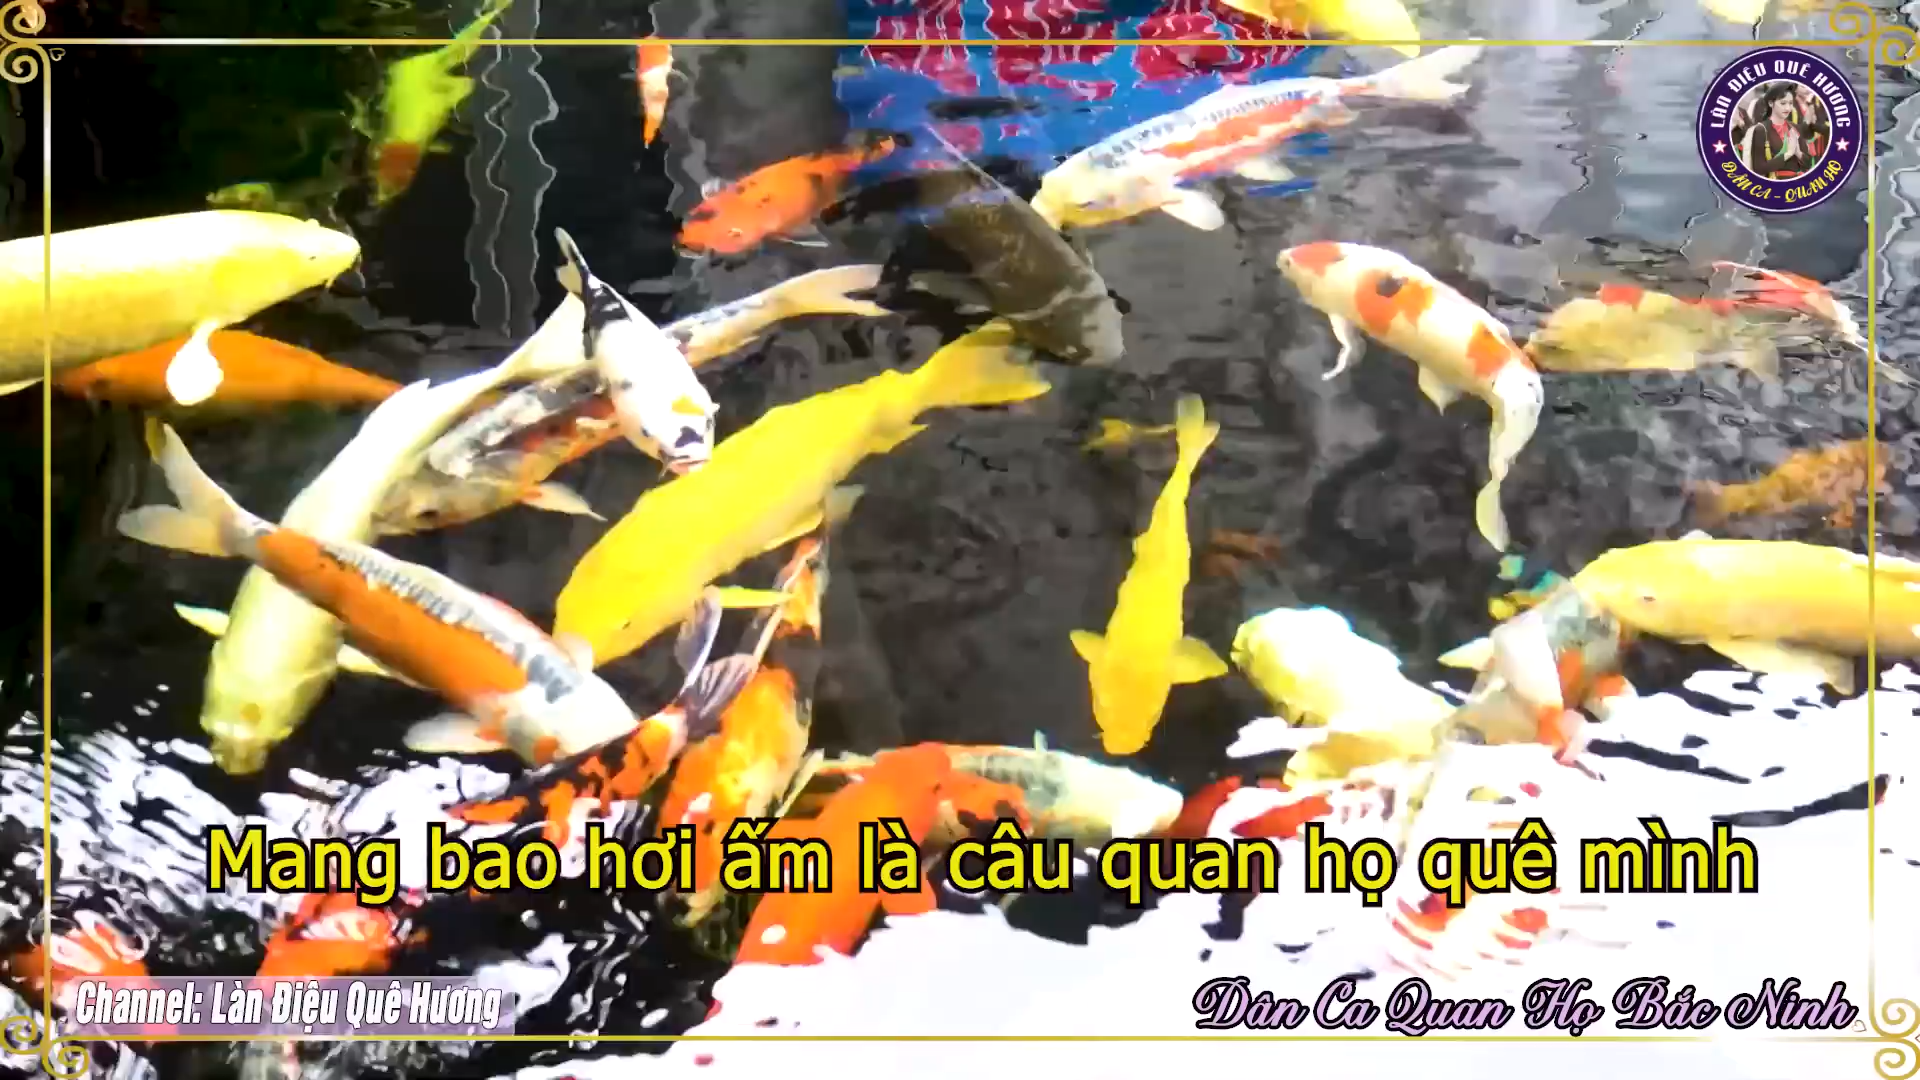 LÀN ĐIỆU QUÊ HƯƠNG
DÂN CA - QUAN HỌ
Mang bao hơi ấm là câu quan họ quê mình
Channel: Làn Điệu Quê Hương
Dân Ca Quan Họ Bắc Ninh